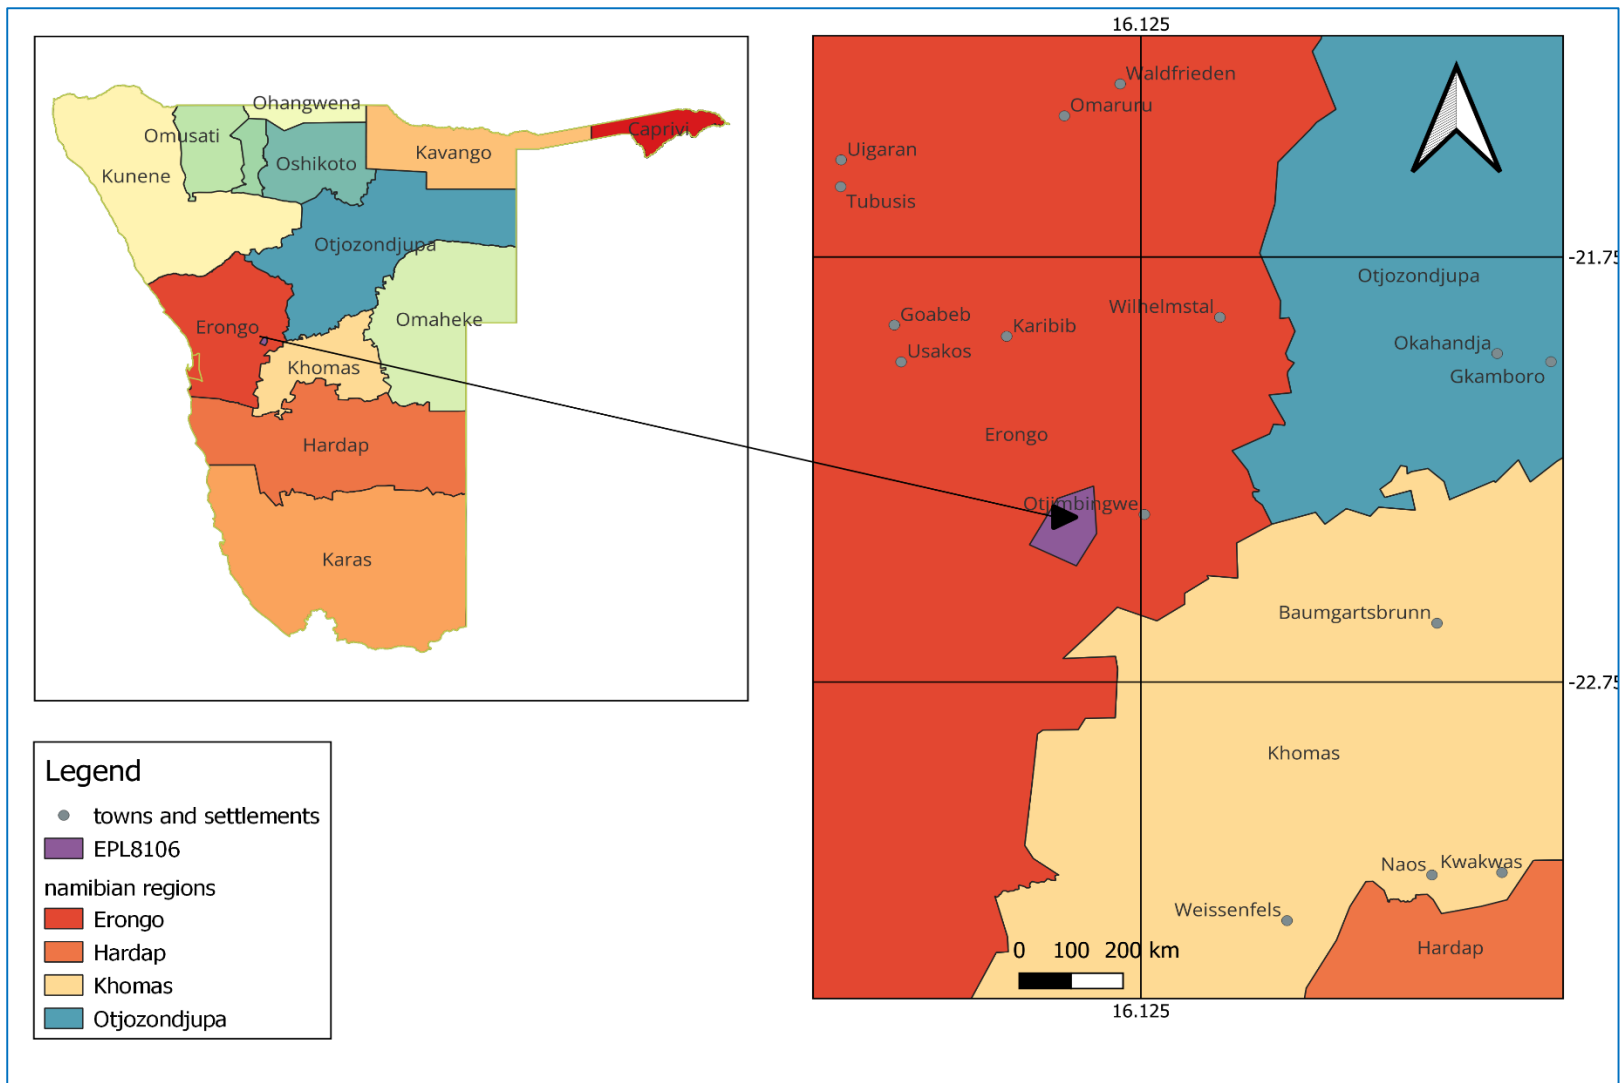 Ohangwena
Omusati
Caprivi
Oshikoto
Kavango
Kunene
Otjozondjupa
Omaheke
Erongo
Khomas
Hardap
Karas
16.125
Waldfrieden
Omaruru
Uigaran
Tubusis
-21.75
Otjozondjupa
Goabeb
Karibib
Wilhelmstal
Usakos
Okahandja
Gkamboro
Erongo
Otjimbingwe
Baumgartsbrunn
-22.75
Khomas
Naos
Kwakwas
Weissenfels
Hardap
0 100 200 km
16.125
Legend
towns and settlements
EPL8106
namibian regions
Erongo
Hardap
Khomas
Otjozondjupa